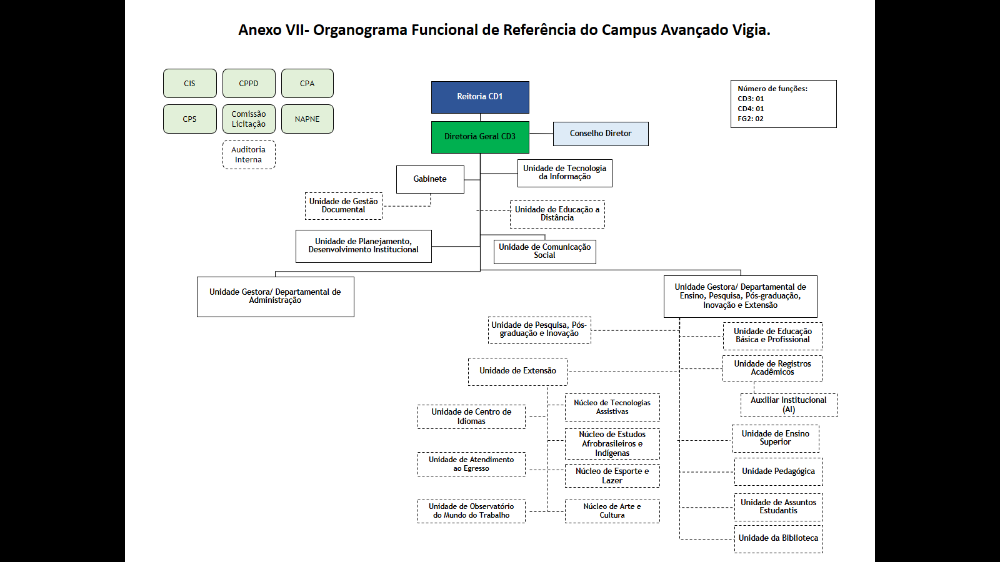 Anexo VII- Organograma Funcional de Referência do Campus Avançado Vigia.
CIS
CPPD
CPA
CPS
Comissão
Licitação
NAPNE
Auditoria
Interna
Reitoria CD1
Diretoria Geral CD3
Conselho Diretor
Número de funções:
CD3: 01
CD4: 01
FG2: 02
Gabinete
Unidade de Tecnologia
da Informação
Unidade de Gestão
Documental
Unidade de Educação a
Distância
Unidade de Planejamento,
Desenvolvimento Institucional
Unidade de Comunicação
Social
Unidade Gestora/ Departamental de
Administração
Unidade Gestora/ Departamental de
Ensino, Pesquisa, Pós-graduação,
Inovação e Extensão
Unidade de Pesquisa, Pós-
graduação e Inovação
Unidade de Educação
Básica e Profissional
Unidade de Extensão
Unidade de Registros
Acadêmicos
Auxiliar Institucional
(AI)
Unidade de Centro de
Idiomas
Núcleo de Tecnologias
Assistivas
Núcleo de Estudos
Afrobrasileiros e
Indígenas
Unidade de Ensino
Superior
Unidade de Atendimento
ao Egresso
Núcleo de Esporte e
Lazer
Unidade Pedagógica
Unidade de Observatório
do Mundo do Trabalho
Núcleo de Arte e
Cultura
Unidade de Assuntos
Estudantis
Unidade da Biblioteca